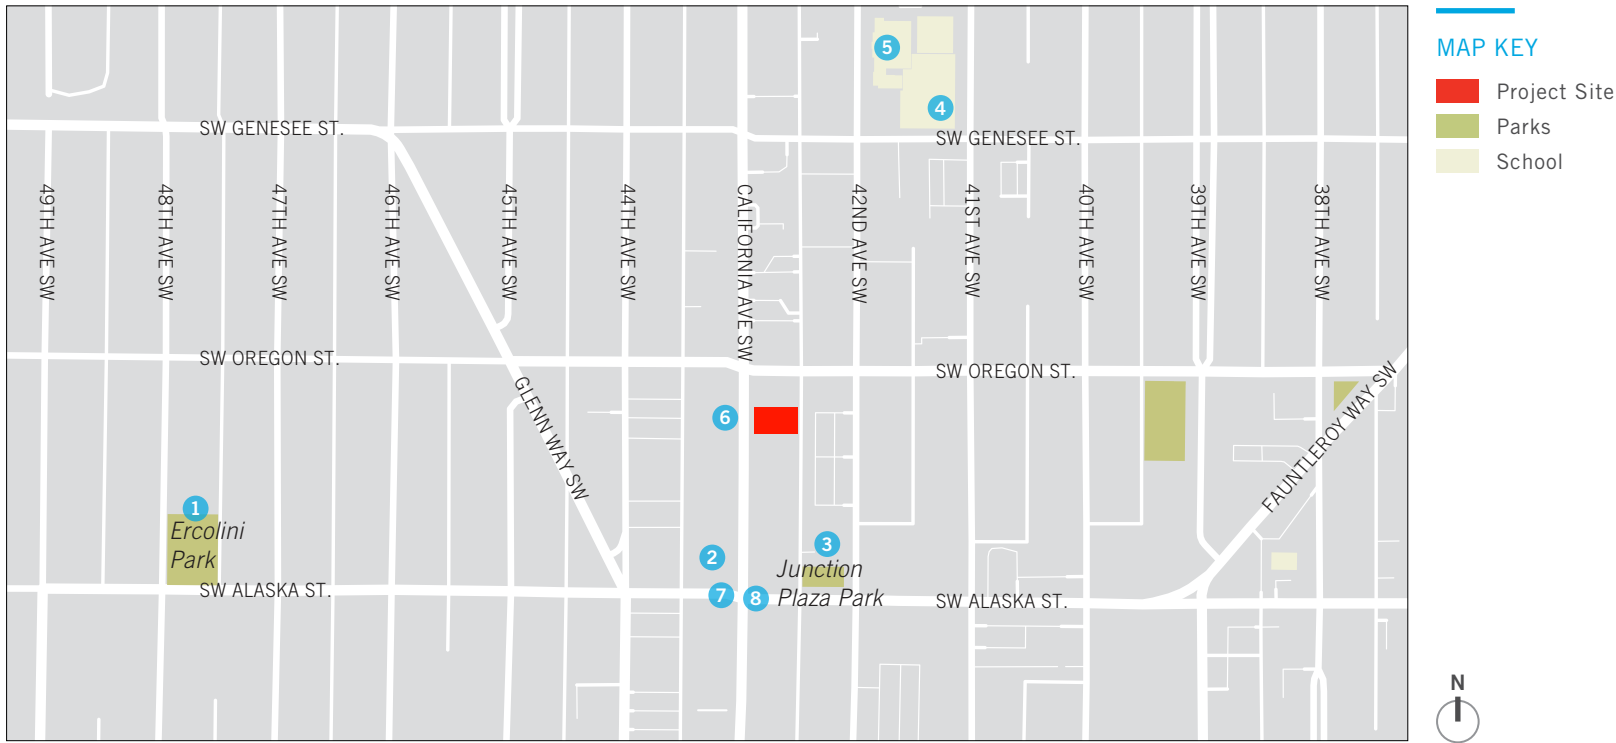 MAP KEY
Project Site
Parks
School
5
4
SW GENESEE ST.
SW GENESEE ST.
49TH AVE SW
48TH AVE SW
47TH AVE SW
46TH AVE SW
45TH AVE SW
44TH AVE SW
CALIFORNIA AVE SW
42ND AVE SW
41ST AVE SW
40TH AVE SW
39TH AVE SW
38TH AVE SW
SW OREGON ST.
SW OREGON ST.
GLENN WAY SW
FAUNTLEROY WAY SW
6
1
Ercolini
Park
2
3
Junction
Plaza Park
7
8
SW ALASKA ST.
SW ALASKA ST.
N